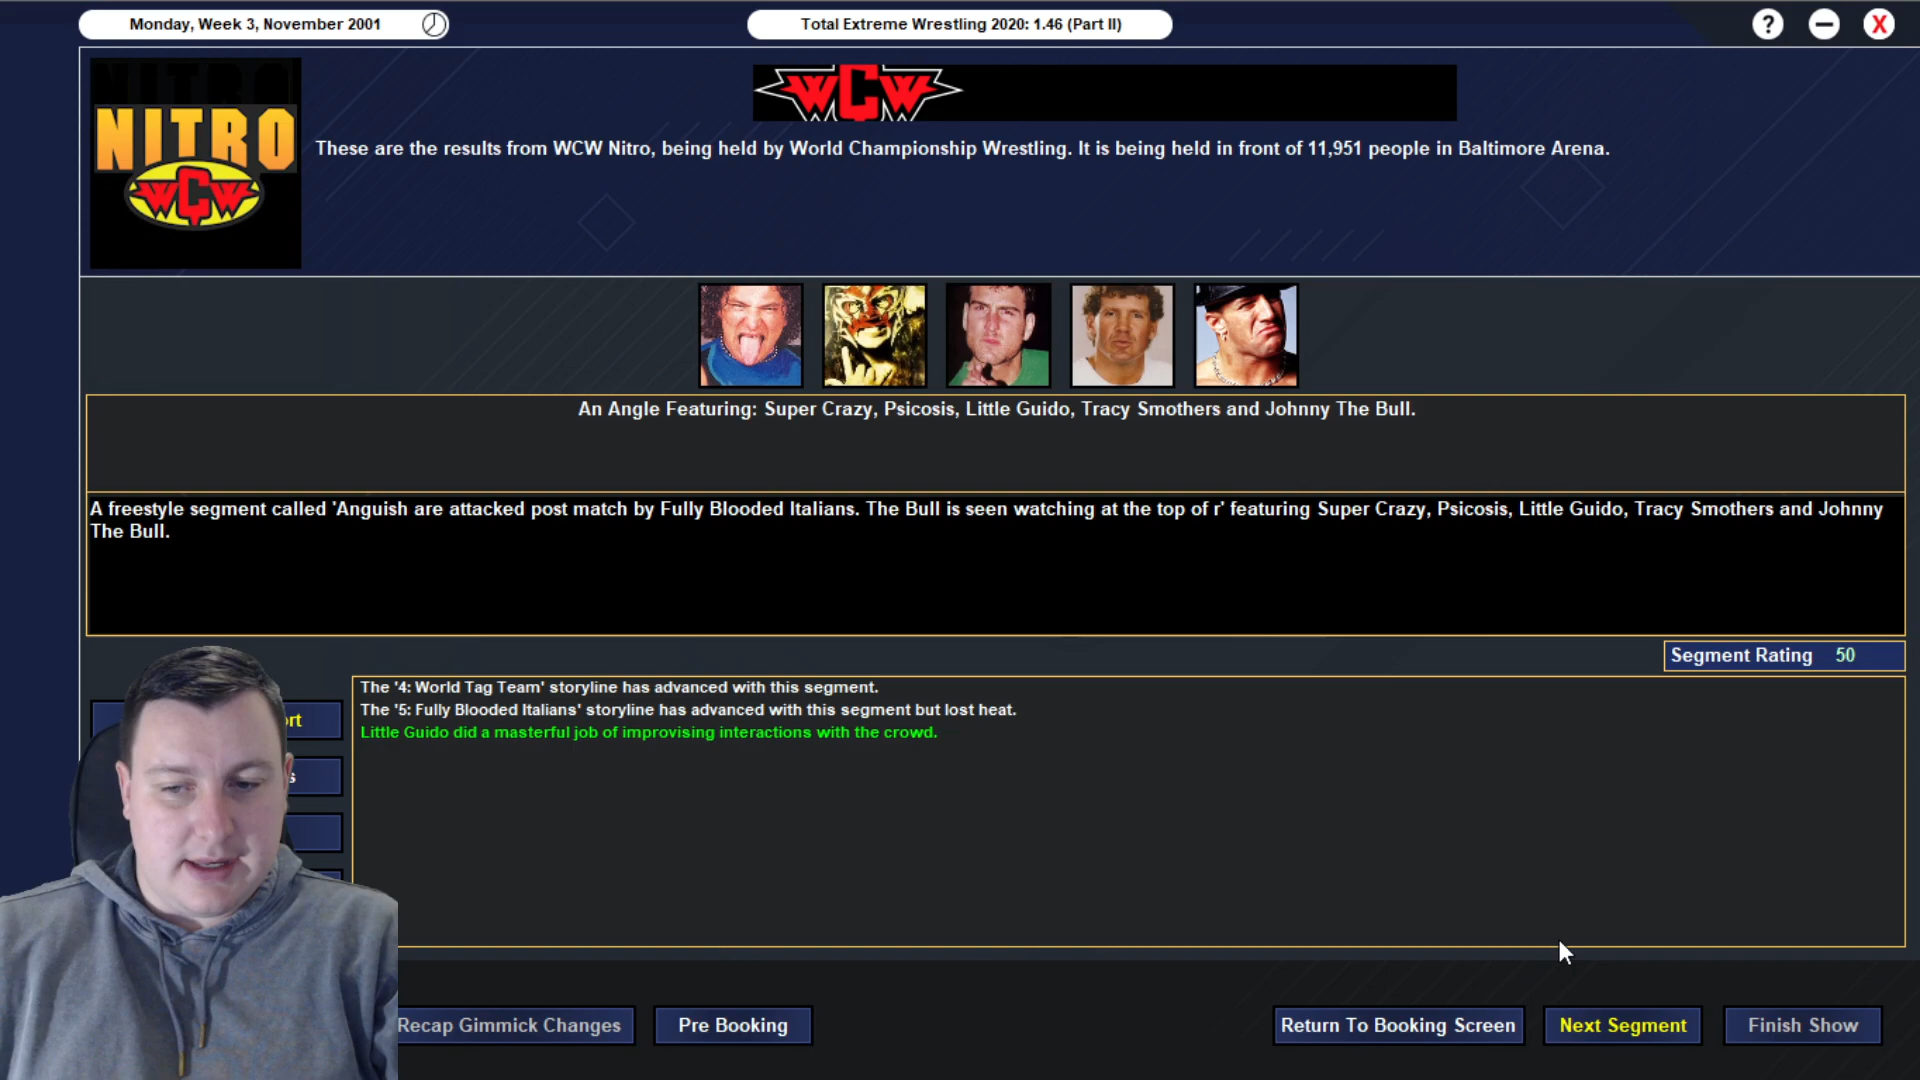 Monday, Week 3, November 2001
Total Extreme Wrestling 2020: 1.46 (Part II)
?
X
NITRO
WCW
WCW
These are the results from WCW Nitro, being held by World Championship Wrestling. It is being held in front of 11,951 people in Baltimore Arena.
An Angle Featuring: Super Crazy, Psicosis, Little Guido, Tracy Smothers and Johnny The Bull.
A freestyle segment called 'Anguish are attacked post match by Fully Blooded Italians. The Bull is seen watching at the top of r' featuring Super Crazy, Psicosis, Little Guido, Tracy Smothers and Johnny
The Bull.
Segment Rating 50
The '4: World Tag Team' storyline has advanced with this segment.
The '5: Fully Blooded Italians' storyline has advanced with this segment but lost heat.
Little Guido did a masterful job of improvising interactions with the crowd.
Recap Gimmick Changes
Pre Booking
Return To Booking Screen
Next Segment
Finish Show